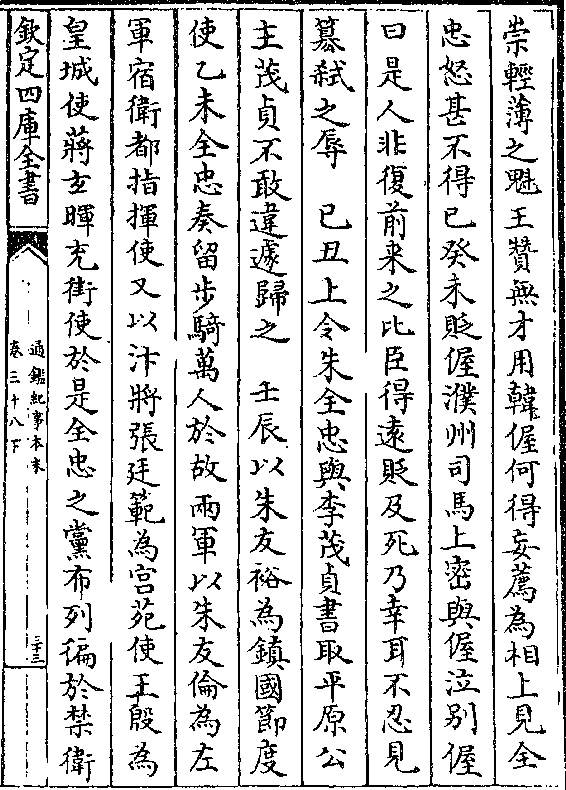 崇輕薄之魁王贊無才用韓偓何得妄薦為相上見全
忠怒甚不得已癸未貶偓濮州司馬上密與偓泣别偓
曰是人非復前来之比臣得遠貶及死乃幸耳不忍見
簒弑之辱　已丑上令朱全忠與李茂貞書取平原公
主茂貞不敢違遽歸之　壬辰以朱友裕為鎮國節度
使乙未全忠奏留步騎萬人於故兩軍以朱友倫為左
軍宿衛都指揮使又以汴將張廷範為宫苑使王殷為
皇城使蔣𤣥暉充街使於是全忠之黨布列徧於禁衛
欽定四庫全書
通鑑紀事本末
卷三十八下
三十三